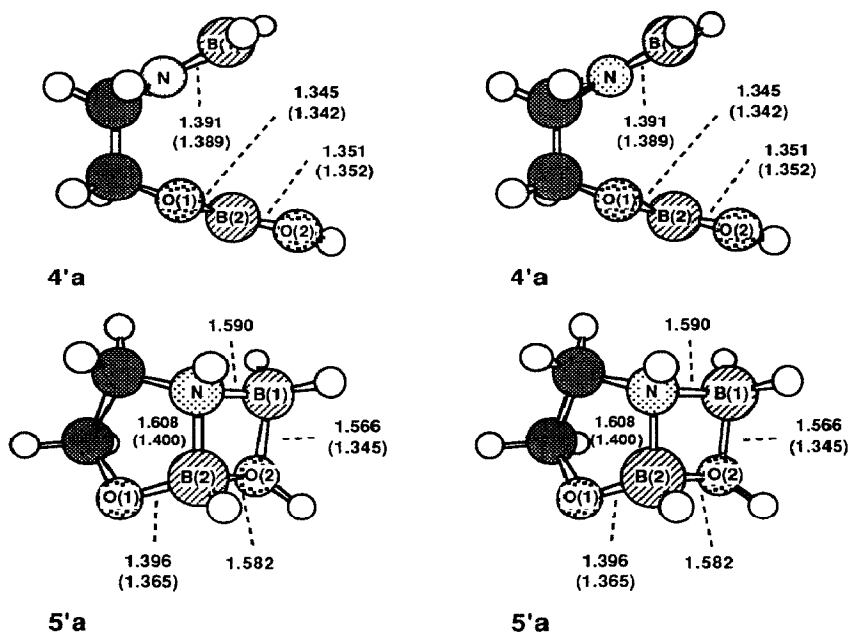 B(1)
N
1.345
(1.342)
1.391
(1.389)
1.351
(1.352)
O(1)
B(2)
O(2)
4'a
B(1)
N
1.345
(1.342)
1.391
(1.389)
1.351
(1.352)
O(1)
B(2)
O(2)
4'a
1.590
N
B(1)
1.608
(1.400)
1.566
(1.345)
B(2)
O(2)
O(1)
1.396
(1.365)
1.582
5'a
1.590
N
B(1)
1.608
(1.400)
1.566
(1.345)
B(2)
O(2)
O(1)
1.396
(1.365)
1.582
5'a